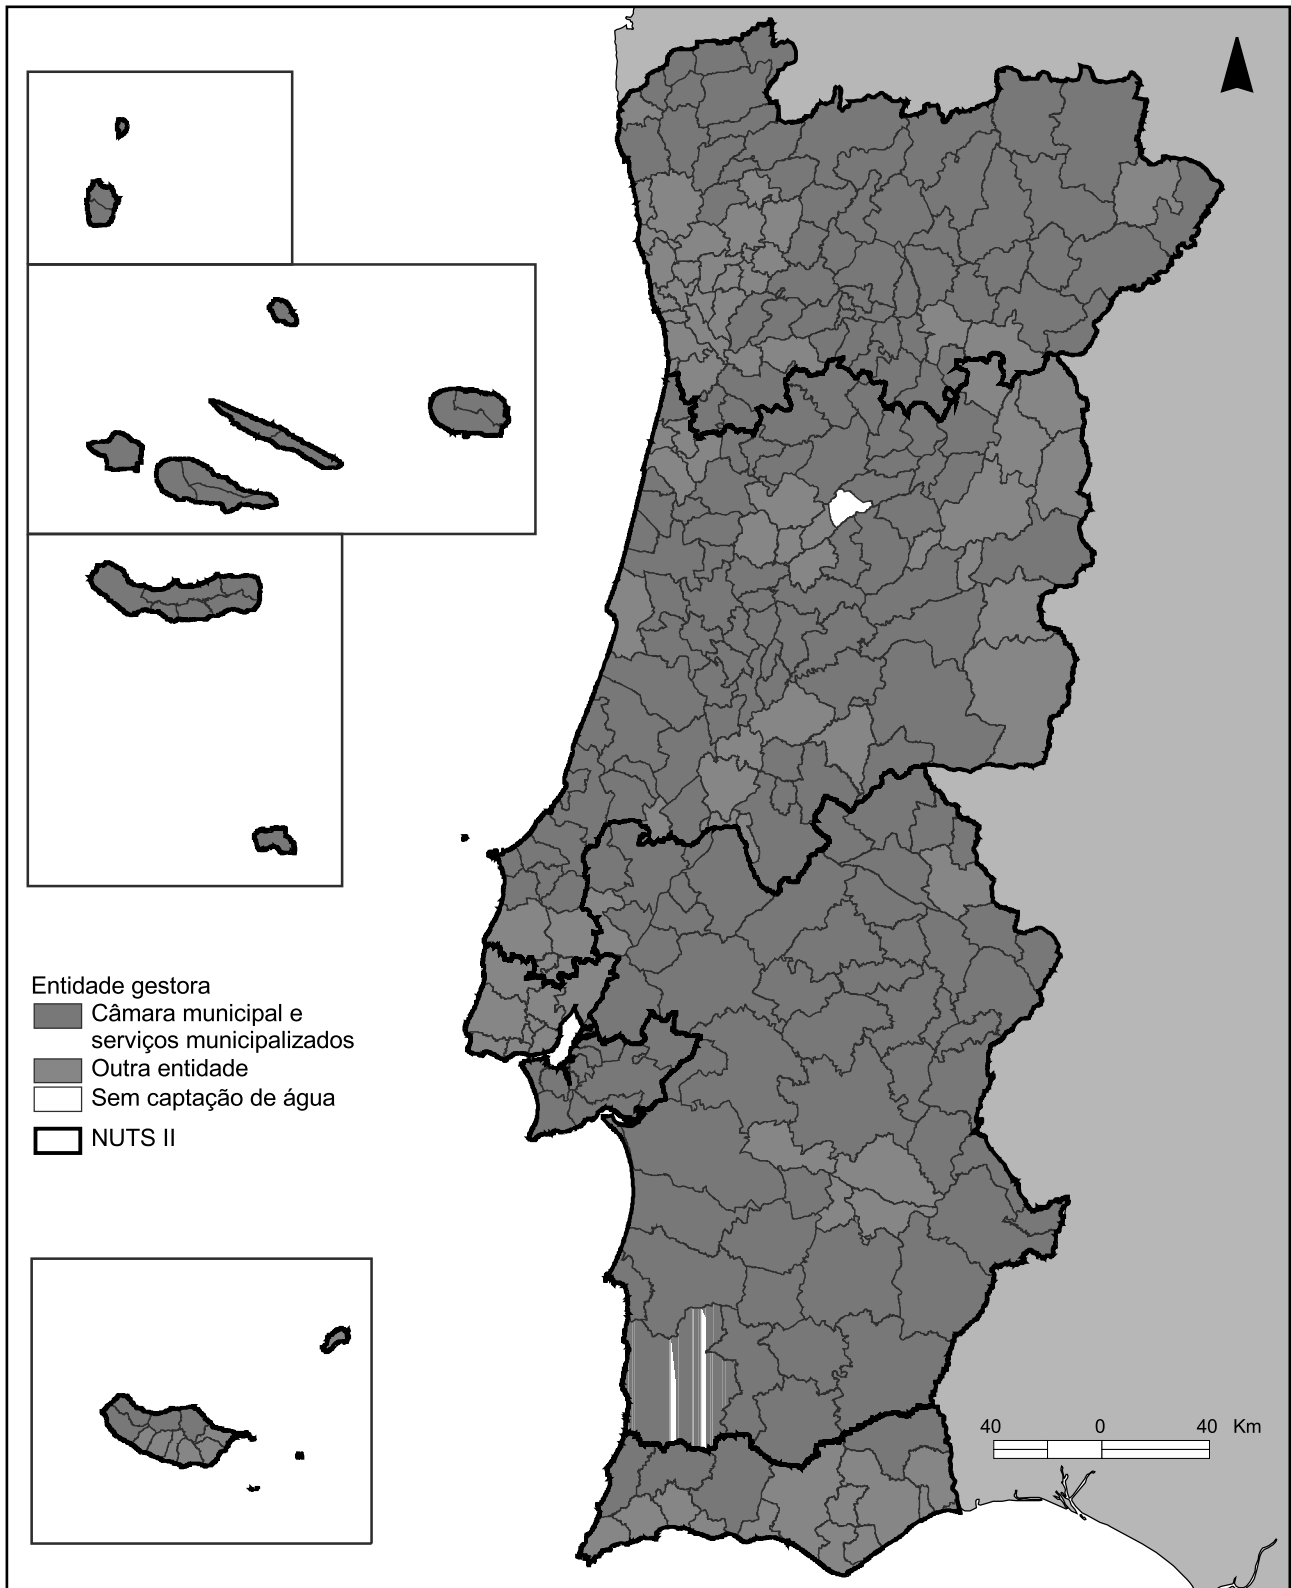 Entidade gestora
Câmara municipal e
serviços municipalizados
Outra entidade
Sem captação de água
NUTS II
40 0 40 Km